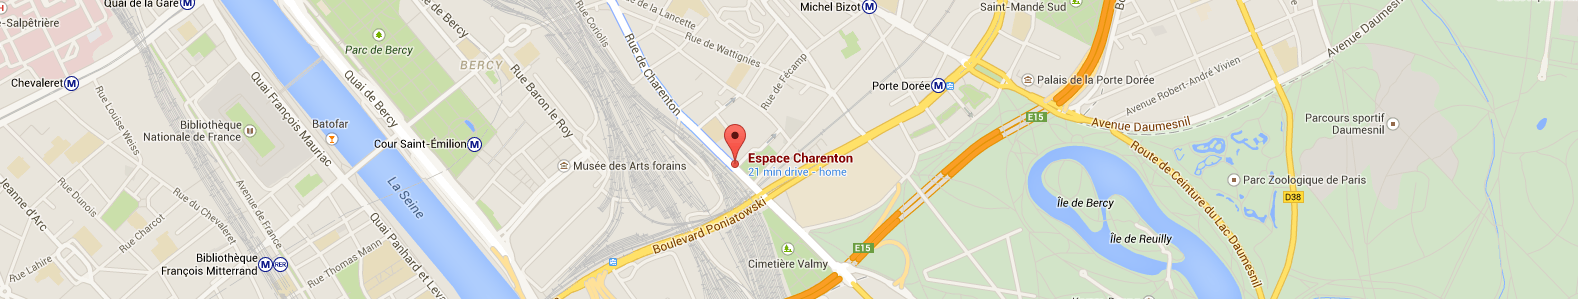 Quai de la Gare
e-Salpêtrière
Chevaleret
Parc de Bercy
de Bercy
BERCY
Rue Coriolis
de la Lancette
Rue de Wattignies
Michel Bizot
Saint-Mandé Sud
Avenue Daumesnil
Rue de Charenton
Rue de Fécamp
Porte Dorée
Palais de la Porte Dorée
Avenue Robert-André Vivien
E15
Avenue Daumesnil
Parcours sportif
Daumesnil
Rue Louise Weiss
Quai François Mauriac
Quai de Bercy
Rue Baron le Roy
Bibliothèque
Nationale de France
Batofar
Cour Saint-Émilion
Musée des Arts forains
Espace Charenton
21 min drive - home
Route de Ceinture du Lac Daumesnil
Parc Zoologique de Paris
D38
Île de Bercy
Île de Reuilly
La Seine
Jeanne d'Arc
Rue Dunois
Rue du Chevaleret
Avenue de France
Rue Charcot
Rue Lahire
Bibliothèque
François Mitterrand
RER
Rue Thomas Mann
Quai Panhard et Leva
Boulevard Poniatowski
E15
Cimetière Valmy